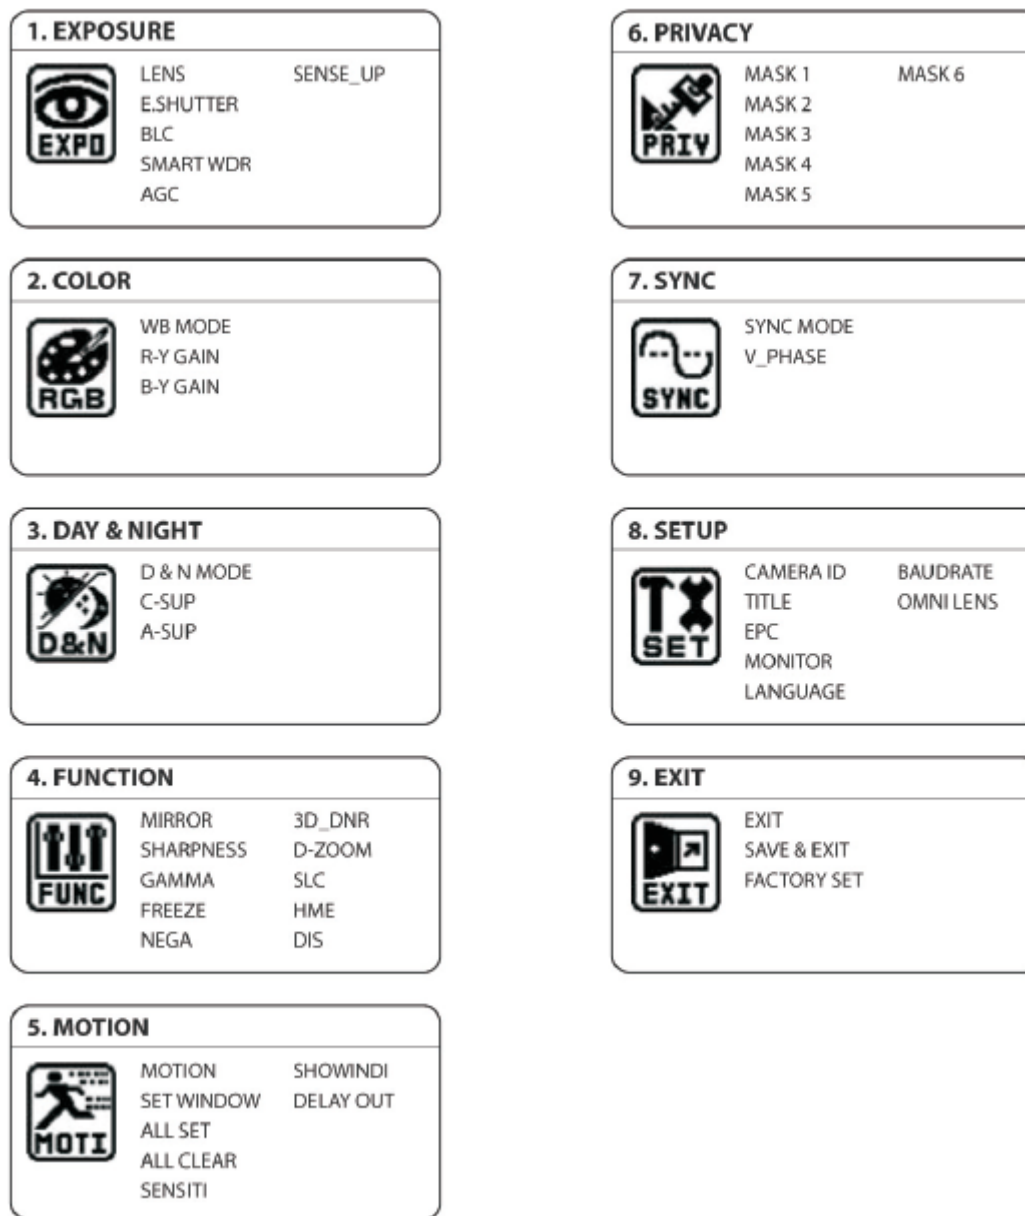 1. EXPOSURE
EXPO
LENS
E.SHUTTER
BLC
SMART WDR
AGC
SENSE_UP
2. COLOR
RGB
WB MODE
R-Y GAIN
B-Y GAIN
3. DAY & NIGHT
D&N
D & N MODE
C-SUP
A-SUP
4. FUNCTION
FUNC
MIRROR
SHARPNESS
GAMMA
FREEZE
NEGA
3D_DNR
D-ZOOM
SLC
HME
DIS
5. MOTION
MOTI
MOTION
SET WINDOW
ALL SET
ALL CLEAR
SENSITI
SHOWINDI
DELAY OUT
6. PRIVACY
PRIV
MASK 1
MASK 2
MASK 3
MASK 4
MASK 5
MASK 6
7. SYNC
SYNC
SYNC MODE
V_PHASE
8. SETUP
SET
CAMERA ID
TITLE
EPC
MONITOR
LANGUAGE
BAUDRATE
OMNI LENS
9. EXIT
EXIT
EXIT
SAVE & EXIT
FACTORY SET